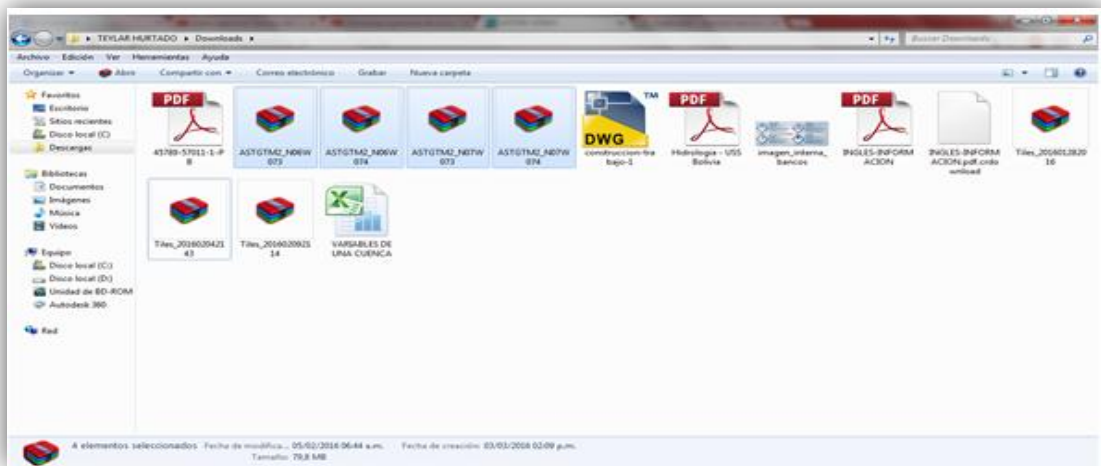 TEYLAR HURTADO ▸ Downloads ▸
Buscar Downloads
Archivo Edición Ver Herramientas Ayuda
Organizar Abrir Compartir con Correo electrónico Grabar Nueva carpeta
Favoritos
Escritorio
Sitios recientes
Disco local (C)
Descargas
Bibliotecas
Documentos
Imágenes
Música
Vídeos
Equipo
Disco local (C:)
Disco local (D:)
Unidad de BD-ROM
Autodesk 360
Red
PDF
45789-57011-1-P
B
ASTGTM2_N06W
073
ASTGTM2_N06W
074
ASTGTM2_N07W
073
ASTGTM2_N07W
074
TM
DWG
construccion-tra
bajo-1
PDF
Hidrologia - USS
Bolivia
imagen_interna_
bancos
PDF
INGLES-INFORM
ACION
INGLES-INFORM
ACION.pdf.crdo
wnload
Tiles_2016012820
16
Tiles_2016020421
43
Tiles_2016020921
14
VARIABLES DE
UNA CUENCA
4 elementos seleccionados Fecha de modifica... 05/02/2016 06:44 a.m. Fecha de creación: 03/03/2016 02:09 p.m.
Tamaño: 79,8 MB